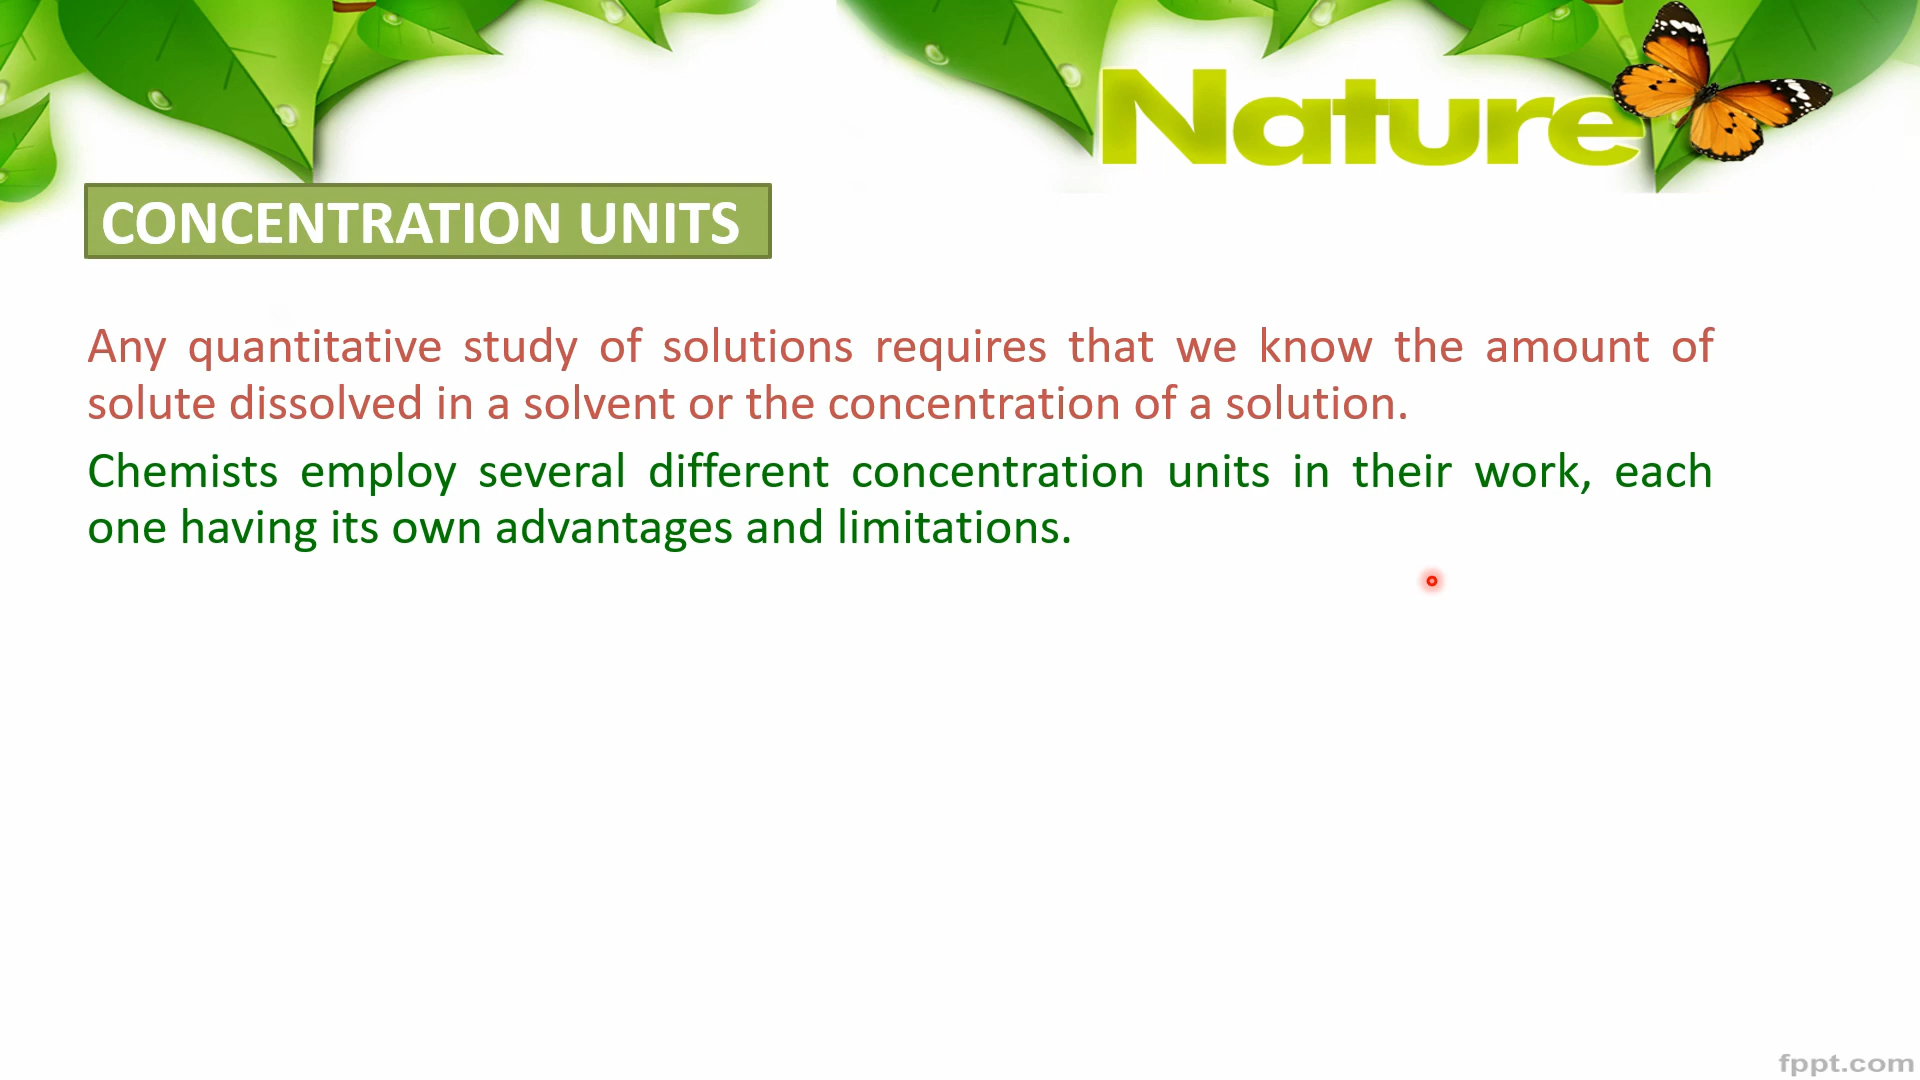 Nature
CONCENTRATION UNITS
Any quantitative study of solutions requires that we know the amount of
solute dissolved in a solvent or the concentration of a solution.
Chemists employ several different concentration units in their work, each
one having its own advantages and limitations.
fppt.com